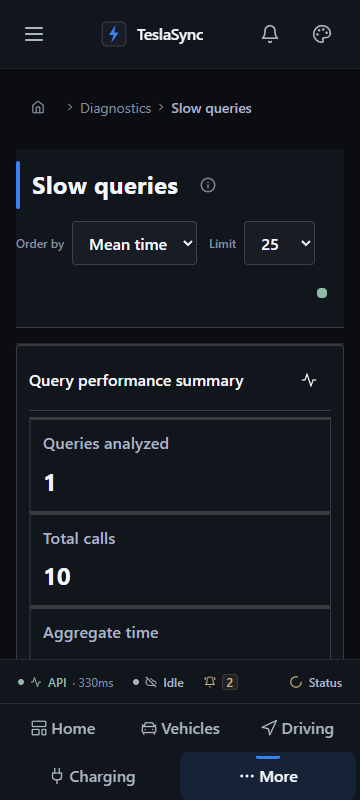 TeslaSync
Diagnostics Slow queries
Slow queries
Order by Mean time Limit 25
Query performance summary
Queries analyzed
1
Total calls
10
Aggregate time
API · 330ms Idle 2 Status
Home Vehicles Driving
Charging More